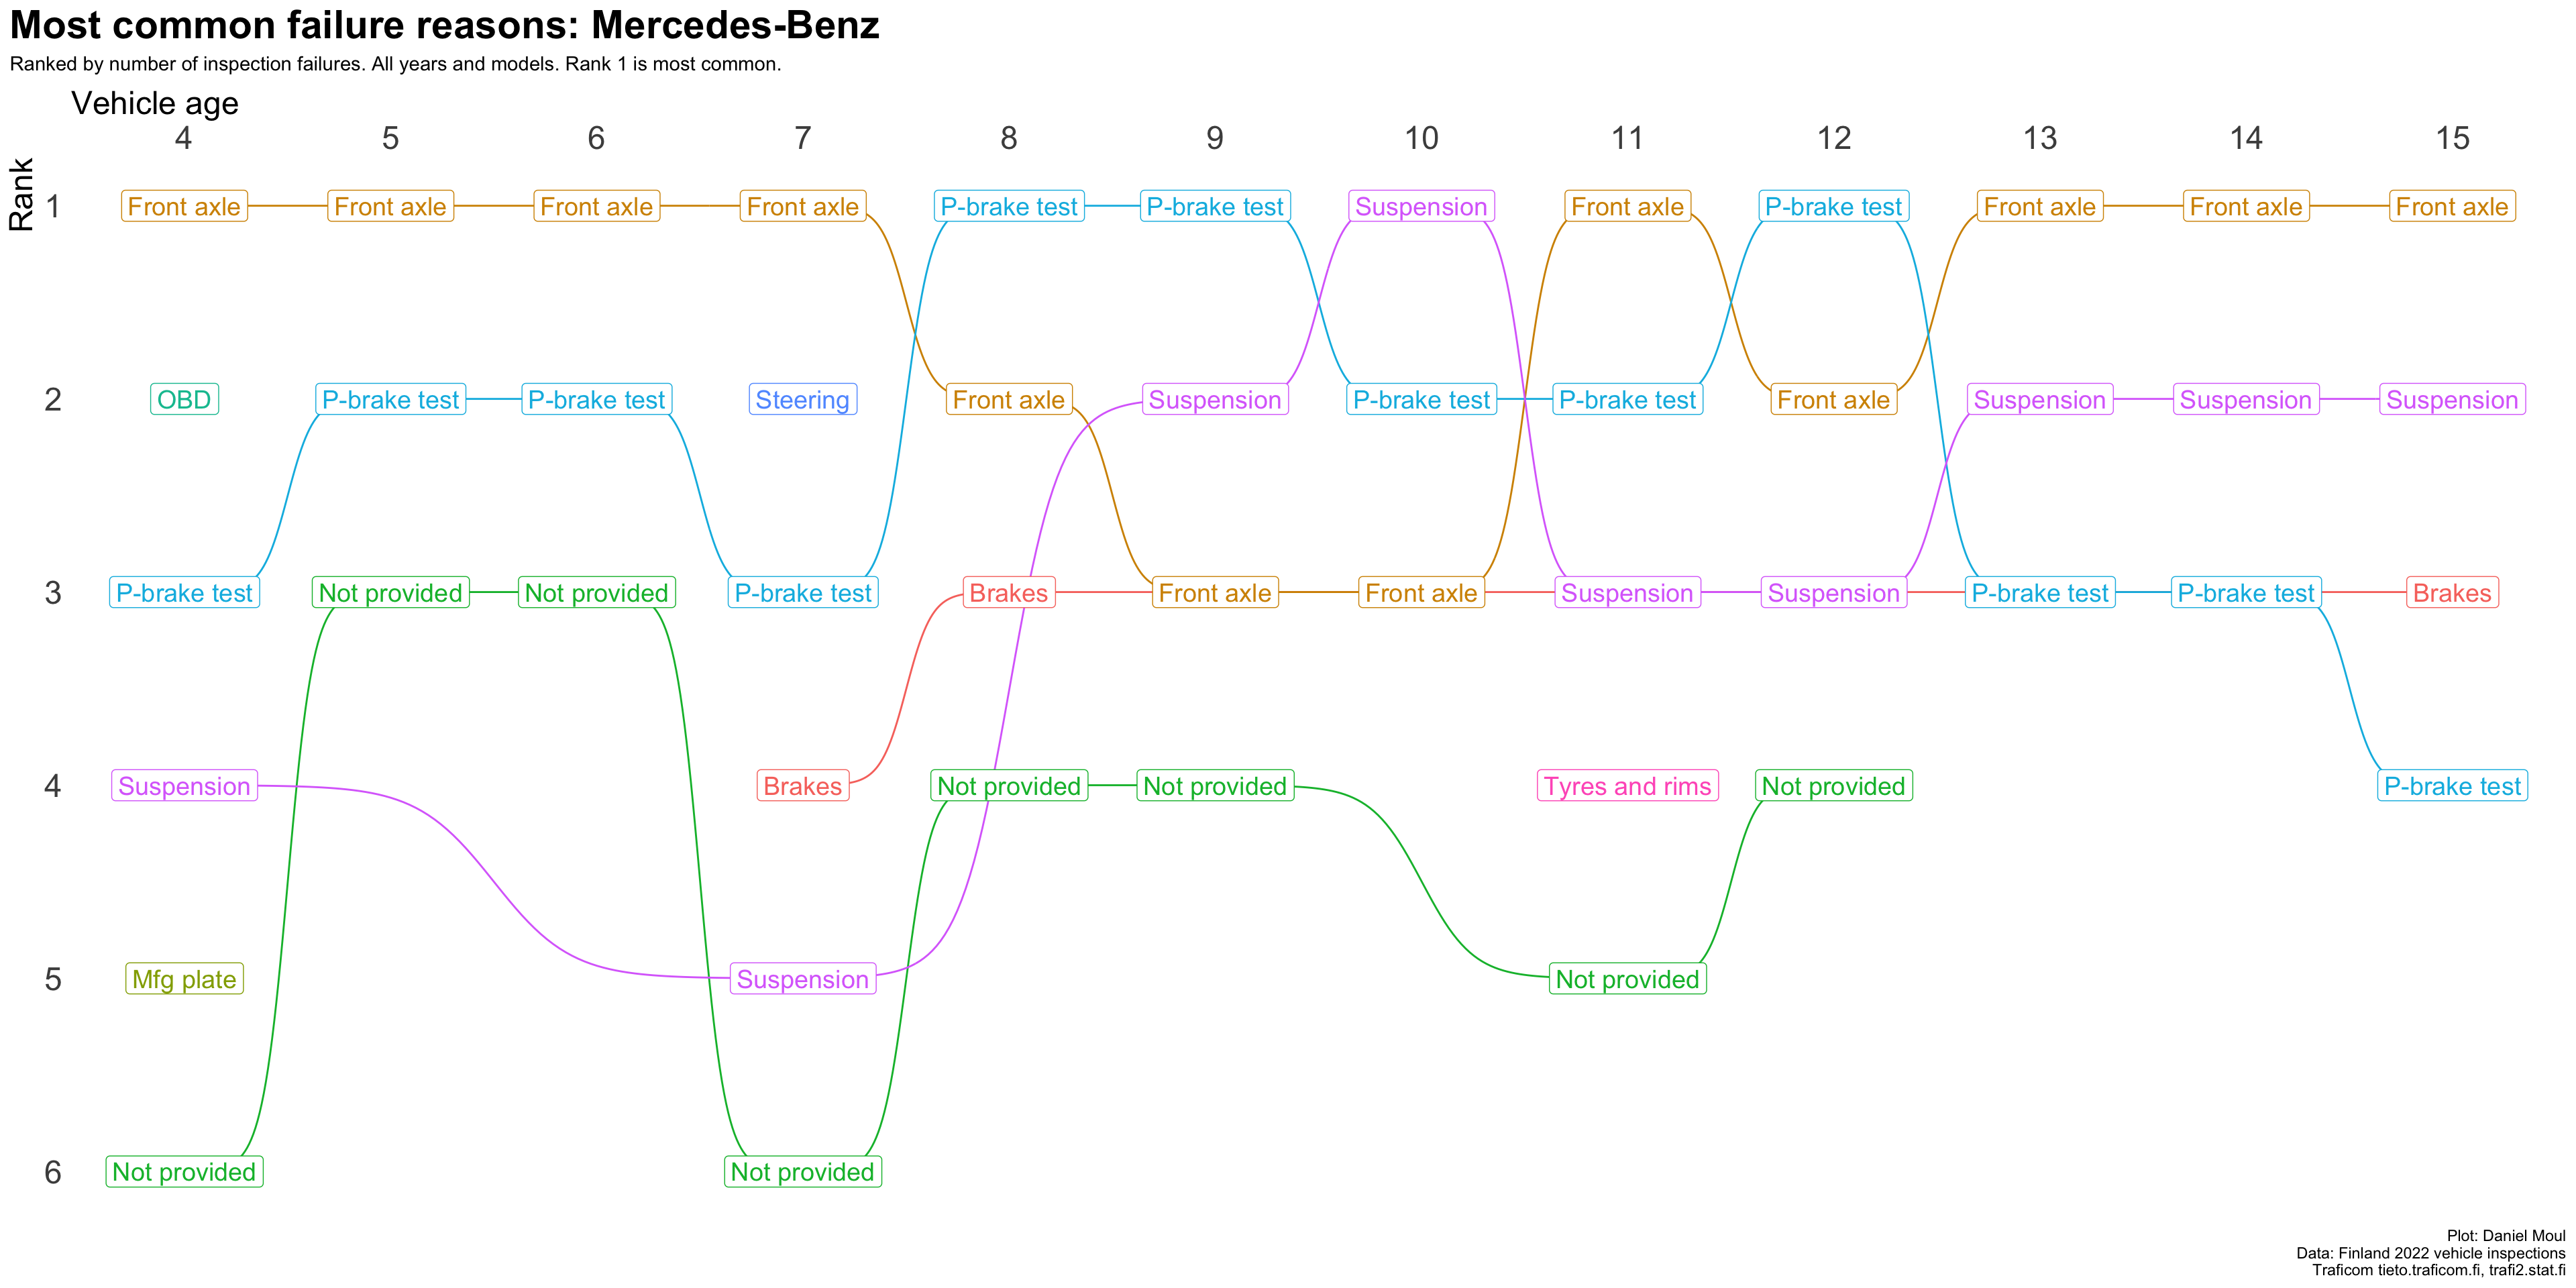 Most common failure reasons: Mercedes-Benz
Ranked by number of inspection failures. All years and models. Rank 1 is most common.
Vehicle age
4 5 6 7 8 9 10 11 12 13 14 15
Rank
1 Front axle Front axle Front axle Front axle P-brake test P-brake test Suspension Front axle P-brake test Front axle Front axle Front axle
2 OBD P-brake test P-brake test Steering Front axle Suspension P-brake test P-brake test Front axle Suspension Suspension Suspension
3 P-brake test Not provided Not provided P-brake test Brakes Front axle Front axle Suspension Suspension P-brake test P-brake test Brakes
4 Suspension Brakes Not provided Not provided Tyres and rims Not provided P-brake test
5 Mfg plate Suspension Not provided
6 Not provided Not provided
Plot: Daniel Moul
Data: Finland 2022 vehicle inspections
Traficom tieto.traficom.fi, trafi2.stat.fi